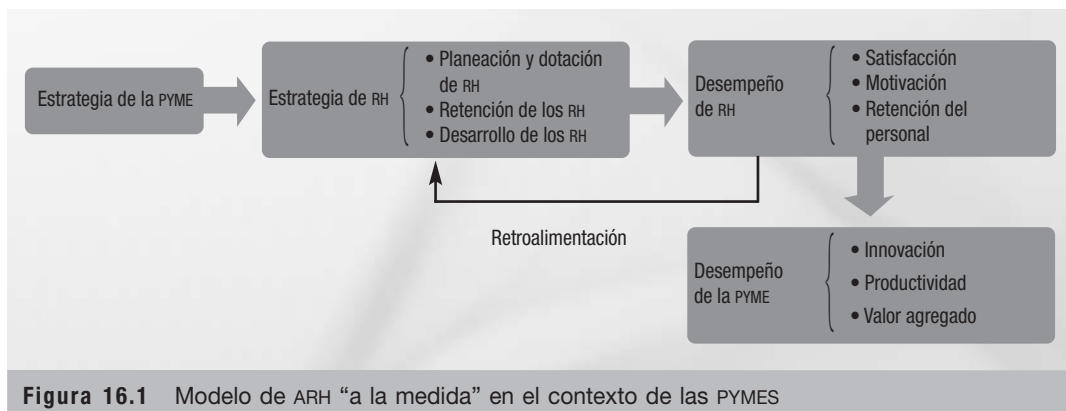 Estrategia de la PYME
Estrategia de RH
• Planeación y dotación
de RH
• Retención de los RH
• Desarrollo de los RH
Desempeño
de RH
• Satisfacción
• Motivación
• Retención del
personal
Retroalimentación
Desempeño
de la PYME
• Innovación
• Productividad
• Valor agregado
Figura 16.1 Modelo de ARH “a la medida” en el contexto de las PYMES